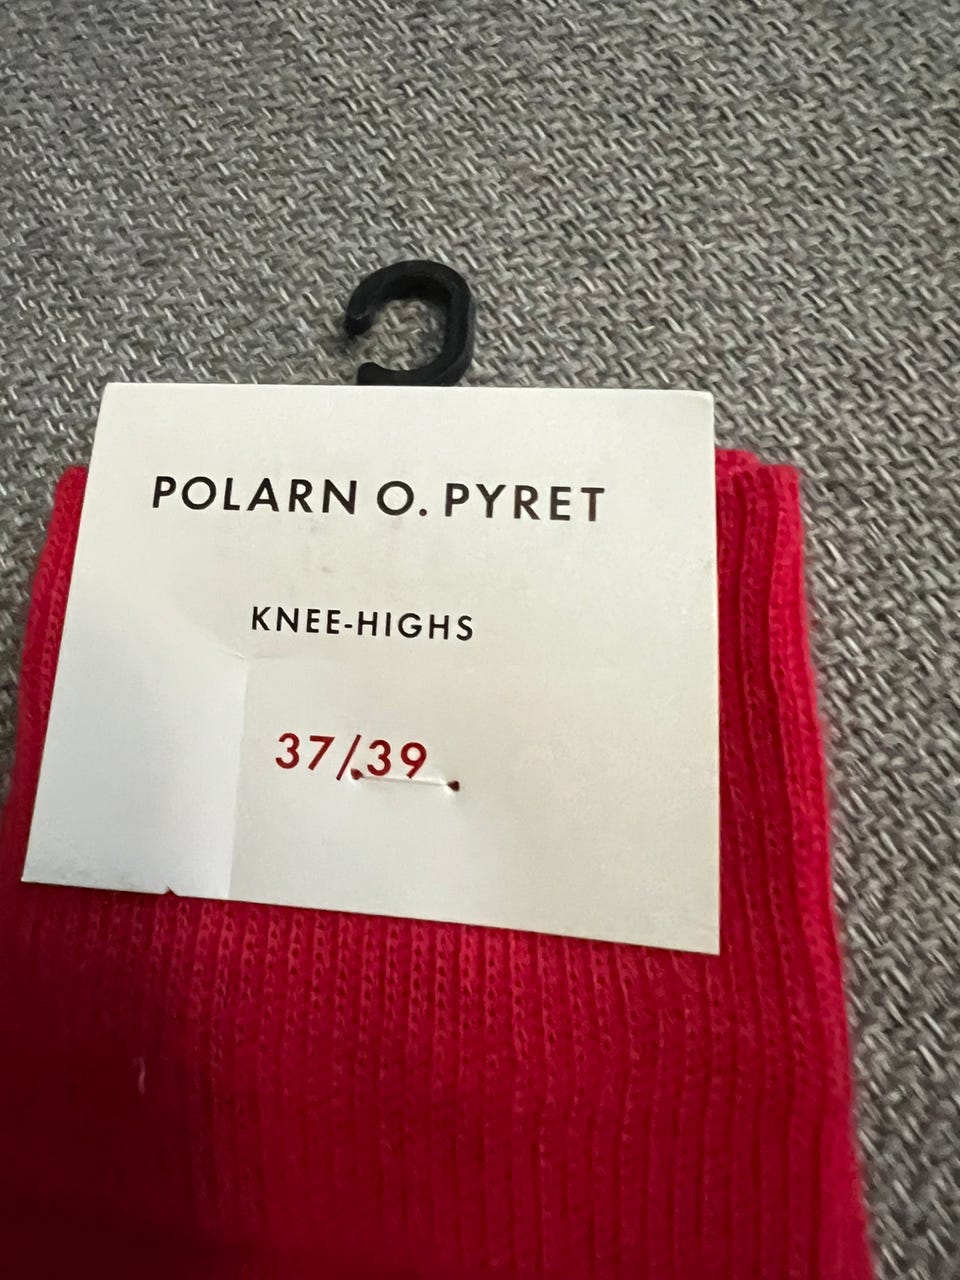 POLARN O. PYRET
KNEE-HIGHS
37/39